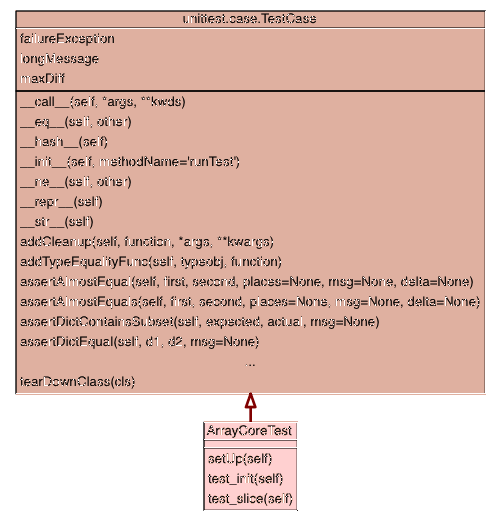 unittest.case.TestCase
failureException
longMessage
maxDiff
__call__(self, *args, **kwds)
__eq__(self, other)
__hash__(self)
__init__(self, methodName='runTest')
__ne__(self, other)
__repr__(self)
__str__(self)
addCleanup(self, function, *args, **kwargs)
addTypeEqualityFunc(self, typeobj, function)
assertAlmostEqual(self, first, second, places=None, msg=None, delta=None)
assertAlmostEquals(self, first, second, places=None, msg=None, delta=None)
assertDictContainsSubset(self, expected, actual, msg=None)
assertDictEqual(self, d1, d2, msg=None)
...
tearDownClass(cls)
ArrayCoreTest
setUp(self)
test_init(self)
test_slice(self)